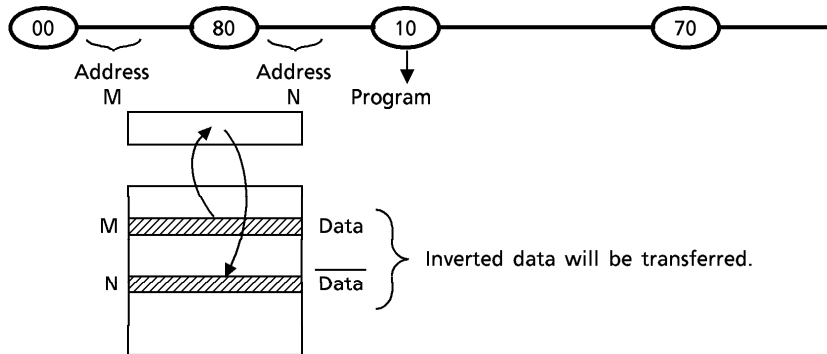 00 80 10 70
Address Address
M N Program
M Data
Inverted data will be transferred.
N Data